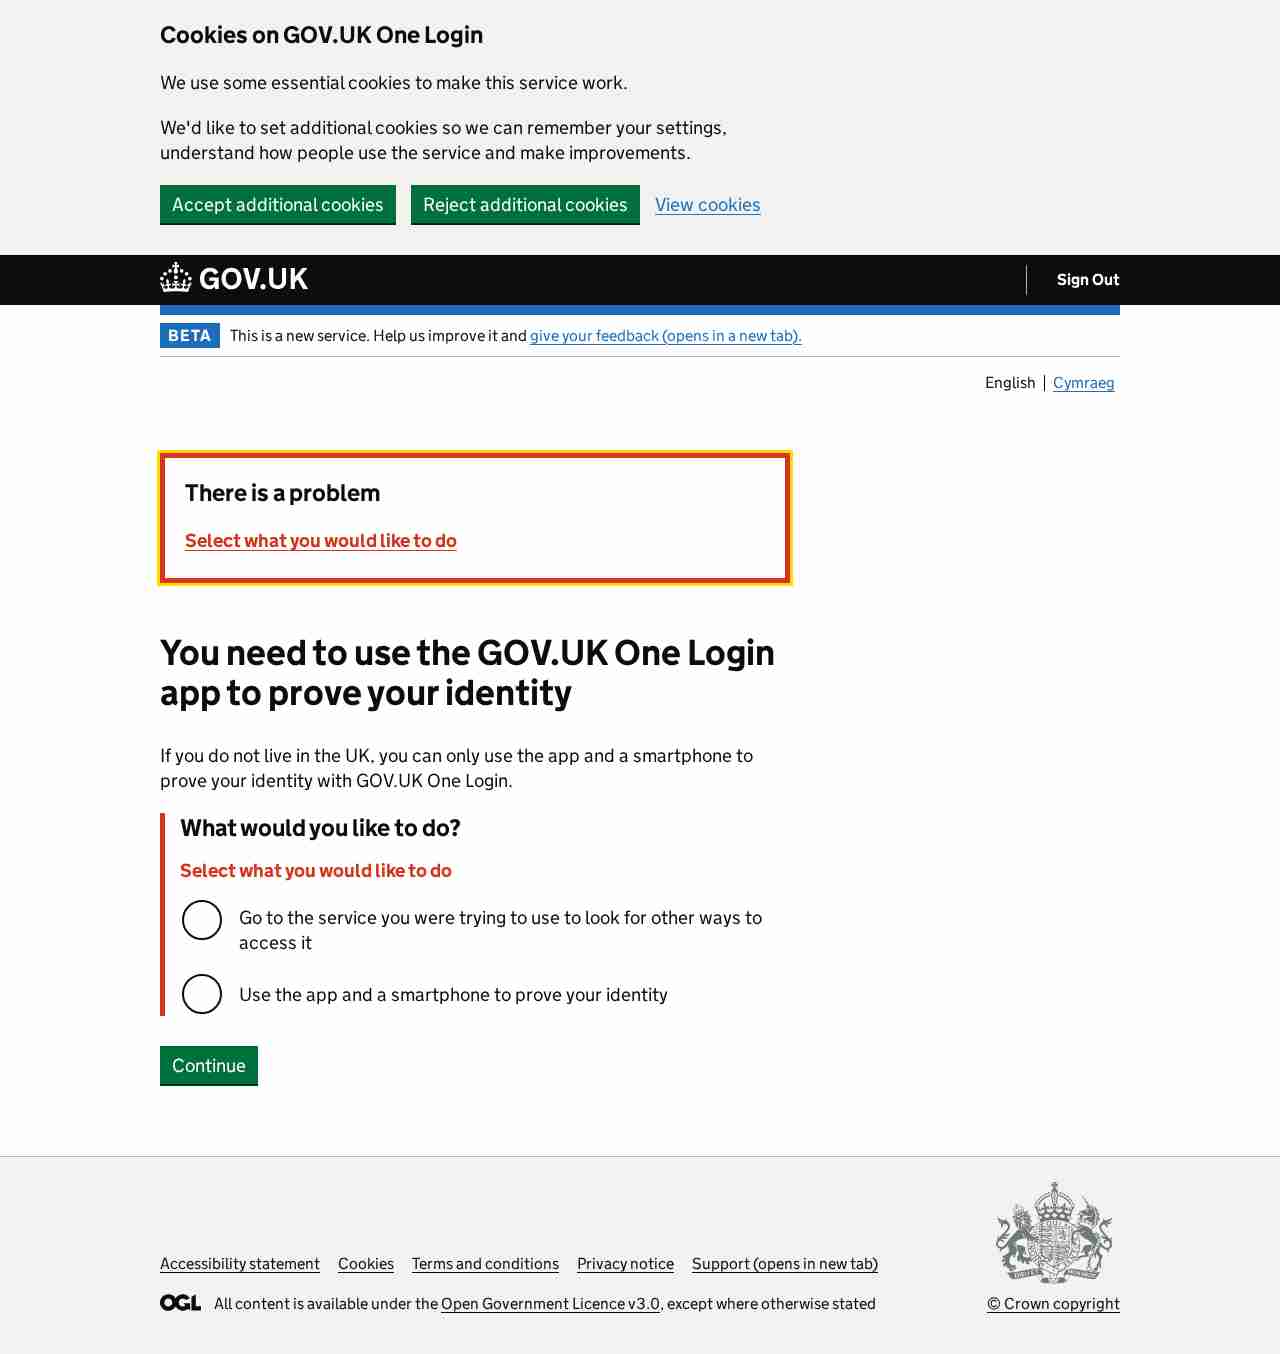 Cookies on GOV.UK One Login
We use some essential cookies to make this service work.
We'd like to set additional cookies so we can remember your settings,
understand how people use the service and make improvements.
Accept additional cookies
Reject additional cookies
View cookies
GOV.UK
Sign Out
BETA
This is a new service. Help us improve it and give your feedback (opens in a new tab).
English
Cymraeg
There is a problem
Select what you would like to do
You need to use the GOV.UK One Login
app to prove your identity
If you do not live in the UK, you can only use the app and a smartphone to
prove your identity with GOV.UK One Login.
What would you like to do?
Select what you would like to do
Go to the service you were trying to use to look for other ways to
access it
Use the app and a smartphone to prove your identity
Continue
Accessibility statement
Cookies
Terms and conditions
Privacy notice
Support (opens in new tab)
OGL
All content is available under the Open Government Licence v3.0, except where otherwise stated
© Crown copyright